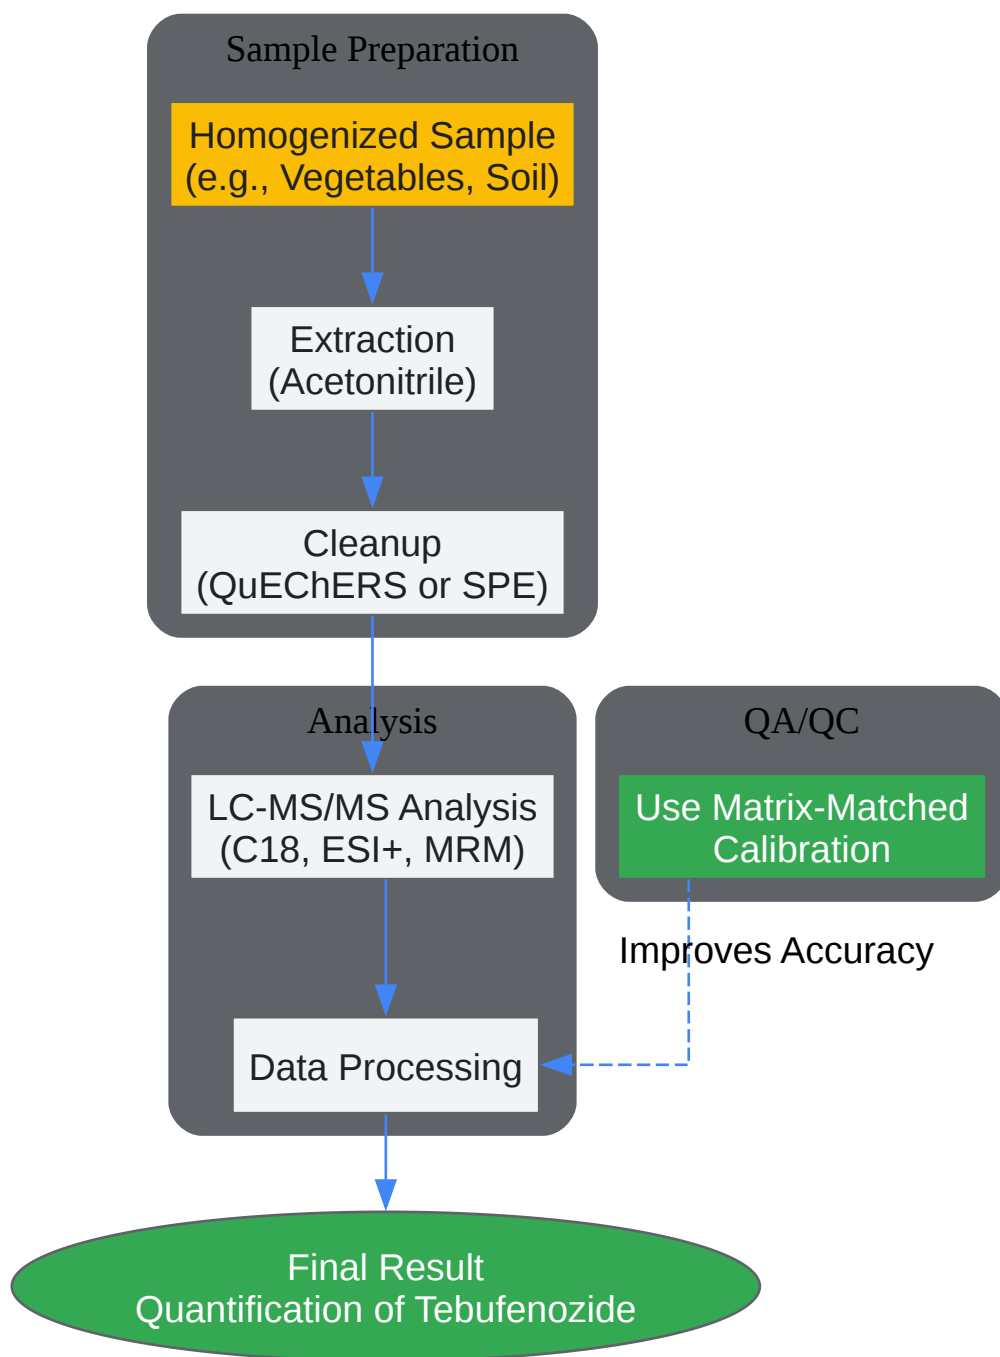 Sample Preparation
Homogenized Sample
(e.g., Vegetables, Soil)
Extraction
(Acetonitrile)
Cleanup
(QuEChERS or SPE)
Analysis
LC-MS/MS Analysis
(C18, ESI+, MRM)
QA/QC
Use Matrix-Matched
Calibration
Improves Accuracy
Data Processing
Final Result
Quantification of Tebufenozide